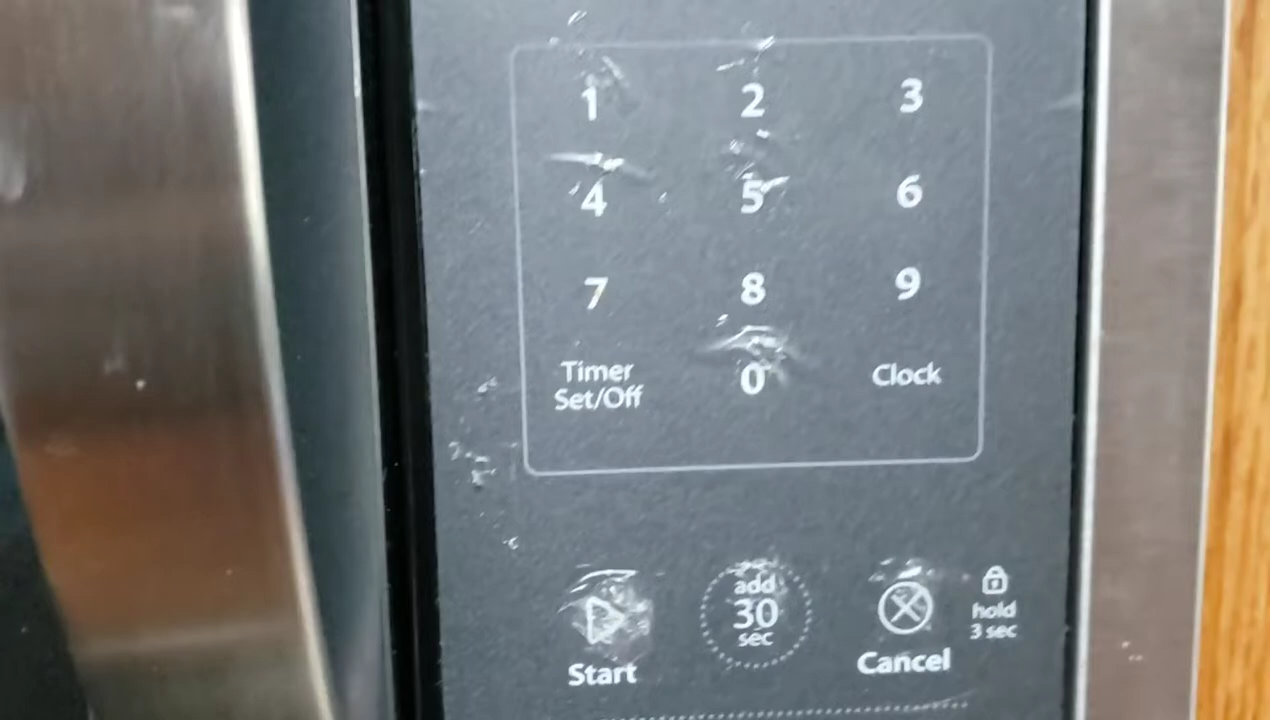 1 2 3
4 5 6
7 8 9
Timer
Set/Off
0
Clock
add
30
sec
Start
Cancel
hold
3 sec